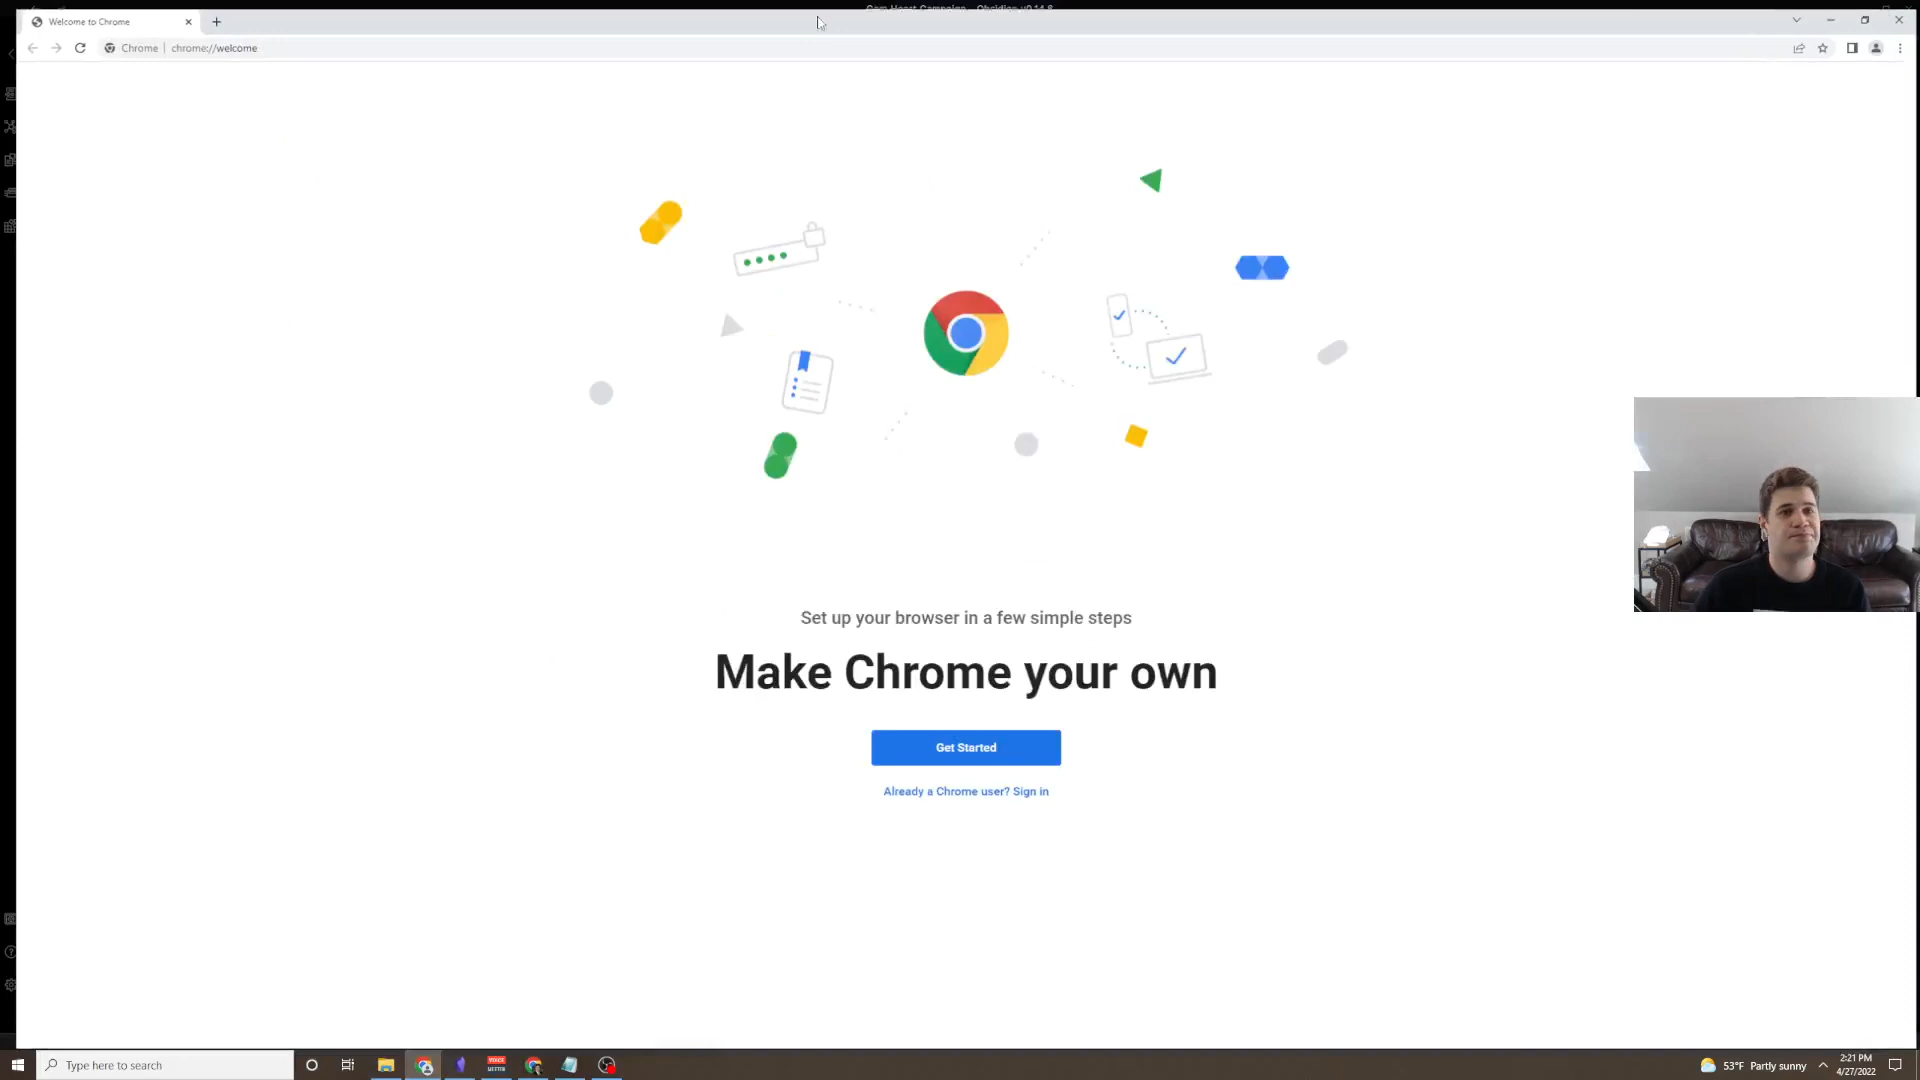 Welcome to Chrome
Chrome | chrome://welcome
Set up your browser in a few simple steps
Make Chrome your own
Get Started
Already a Chrome user? Sign in
Type here to search
VOICE
MEETER
53°F Partly sunny
2:21 PM
4/27/2022